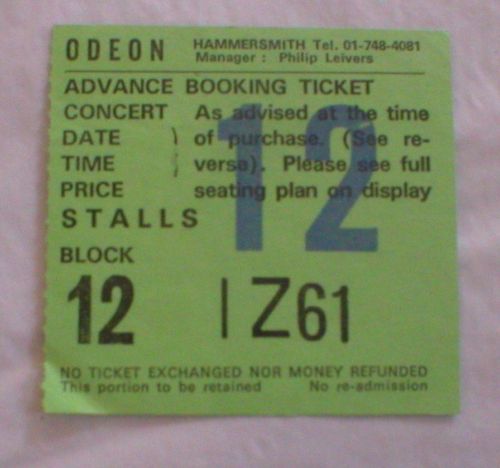 ODEON HAMMERSMITH Tel. 01-748-4081
Manager : Philip Leivers
ADVANCE BOOKING TICKET
CONCERT As advised at the time
DATE ) of purchase. (See re-
TIME versa). Please see full
PRICE seating plan on display
STALLS
12
BLOCK
12 | Z61
NO TICKET EXCHANGED NOR MONEY REFUNDED
This portion to be retained No re-admission